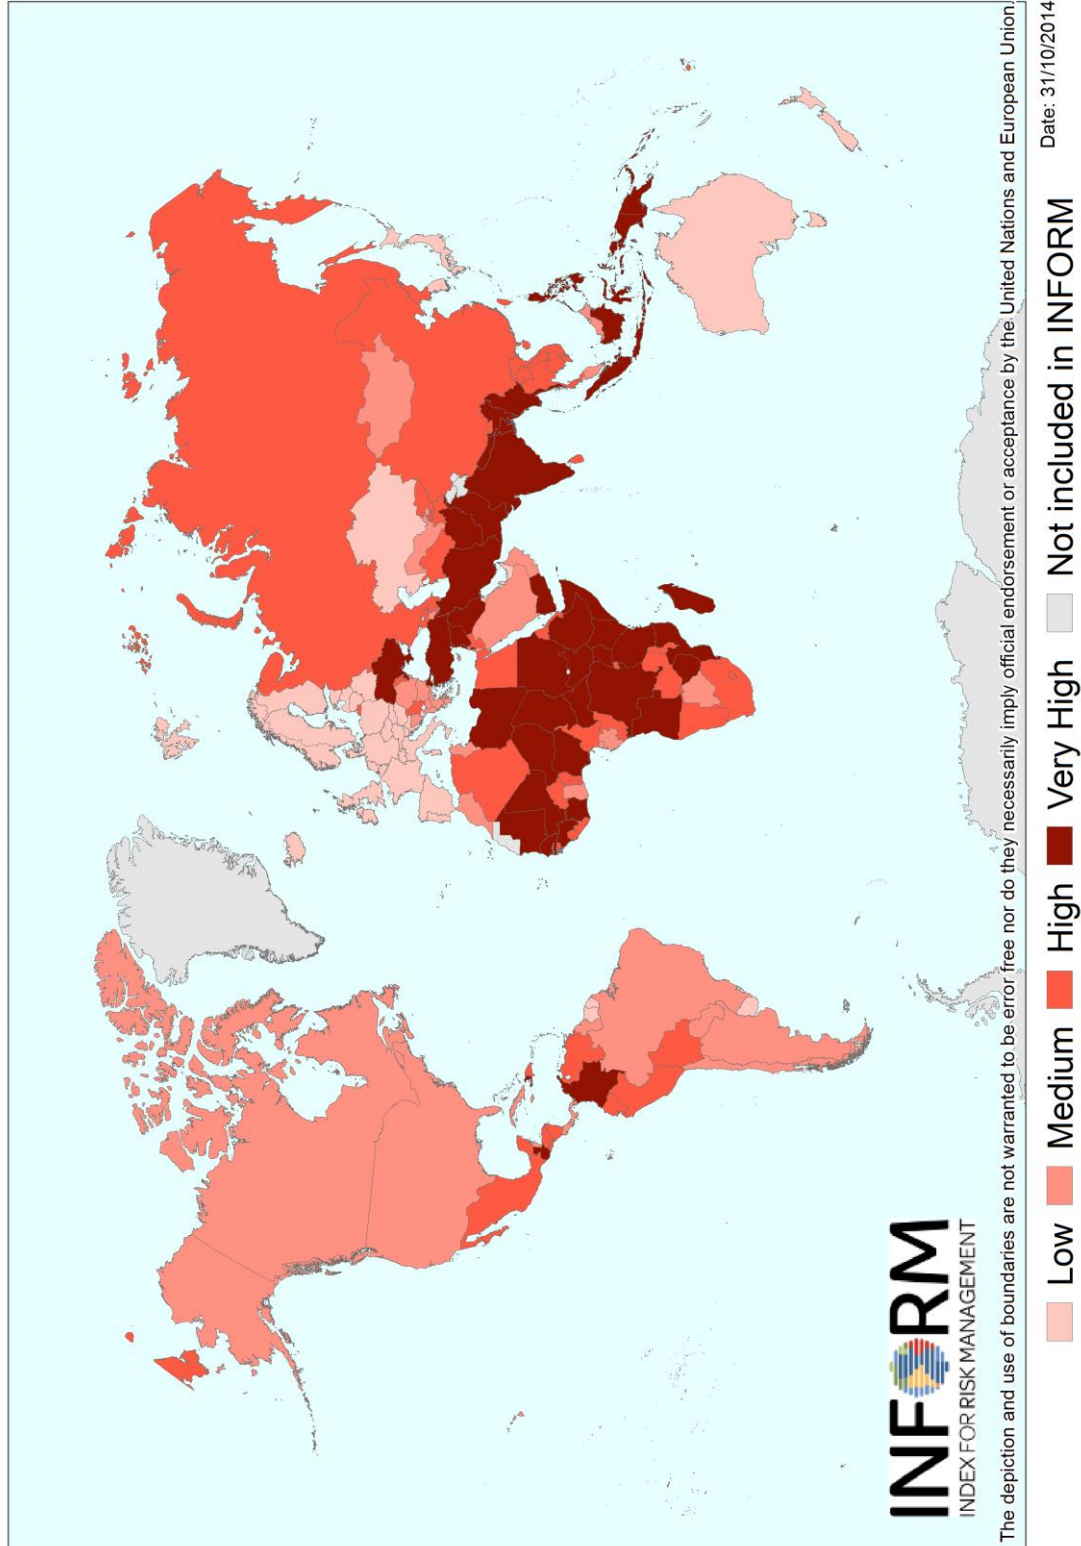 INFORM
INDEX FOR RISK MANAGEMENT
The depiction and use of boundaries are not warranted to be error free nor do they necessarily imply official endorsement or acceptance by the United Nations and European Union.
Low Medium High Very High Not included in INFORM
Date: 31/10/2014